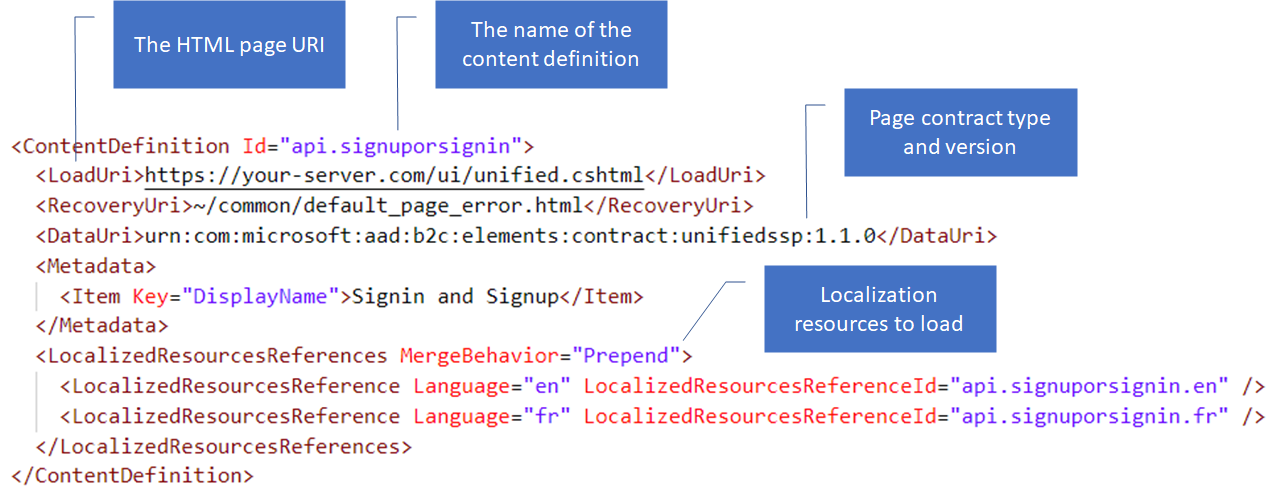 The HTML page URI
The name of the
content definition
Page contract type
and version
<ContentDefinition Id="api.signuporsignin">
<LoadUri>https://your-server.com/ui/unified.cshtml</LoadUri>
<RecoveryUri>~/common/default_page_error.html</RecoveryUri>
<DataUri>urn:com:microsoft:aad:b2c:elements:contract:unifiedssp:1.1.0</DataUri>
<Metadata>
<Item Key="DisplayName">Signin and Signup</Item>
</Metadata>
Localization
resources to load
<LocalizedResourcesReferences MergeBehavior="Prepend">
<LocalizedResourcesReference Language="en" LocalizedResourcesReferenceId="api.signuporsignin.en" />
<LocalizedResourcesReference Language="fr" LocalizedResourcesReferenceId="api.signuporsignin.fr" />
</LocalizedResourcesReferences>
</ContentDefinition>